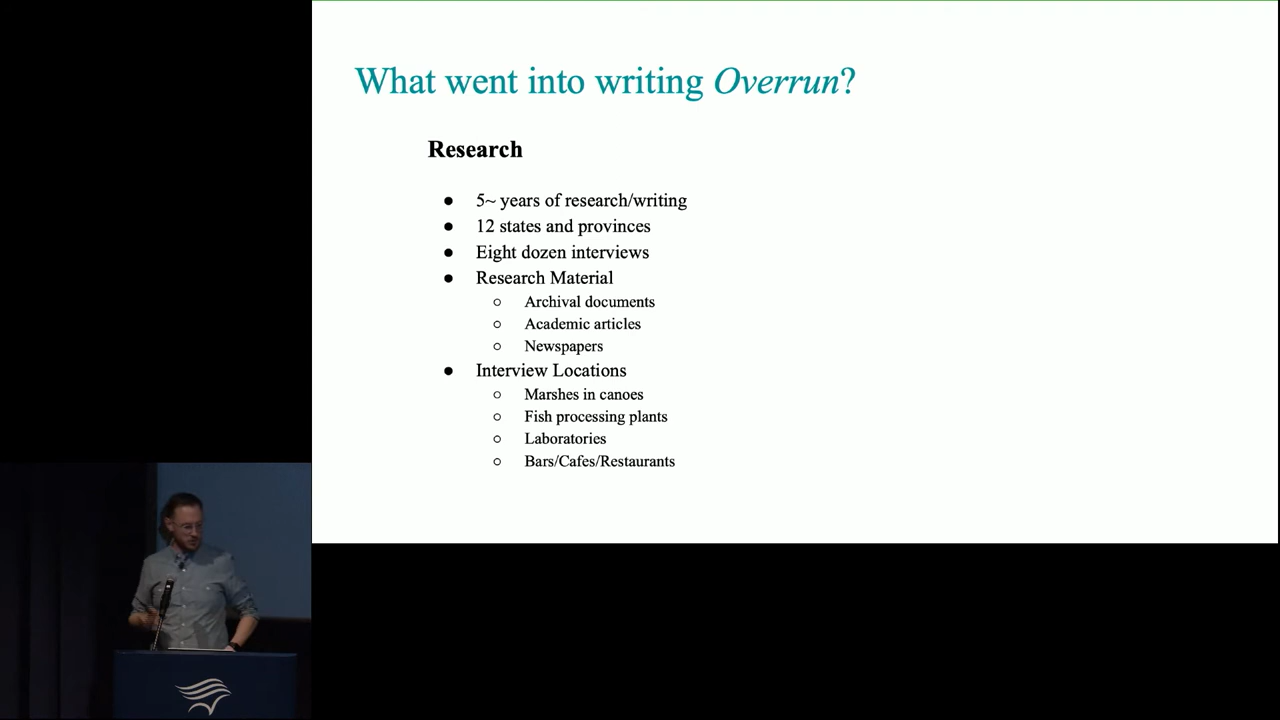 What went into writing Overrun?
Research
● 5~ years of research/writing
● 12 states and provinces
● Eight dozen interviews
● Research Material
○ Archival documents
○ Academic articles
○ Newspapers
● Interview Locations
○ Marshes in canoes
○ Fish processing plants
○ Laboratories
○ Bars/Cafes/Restaurants